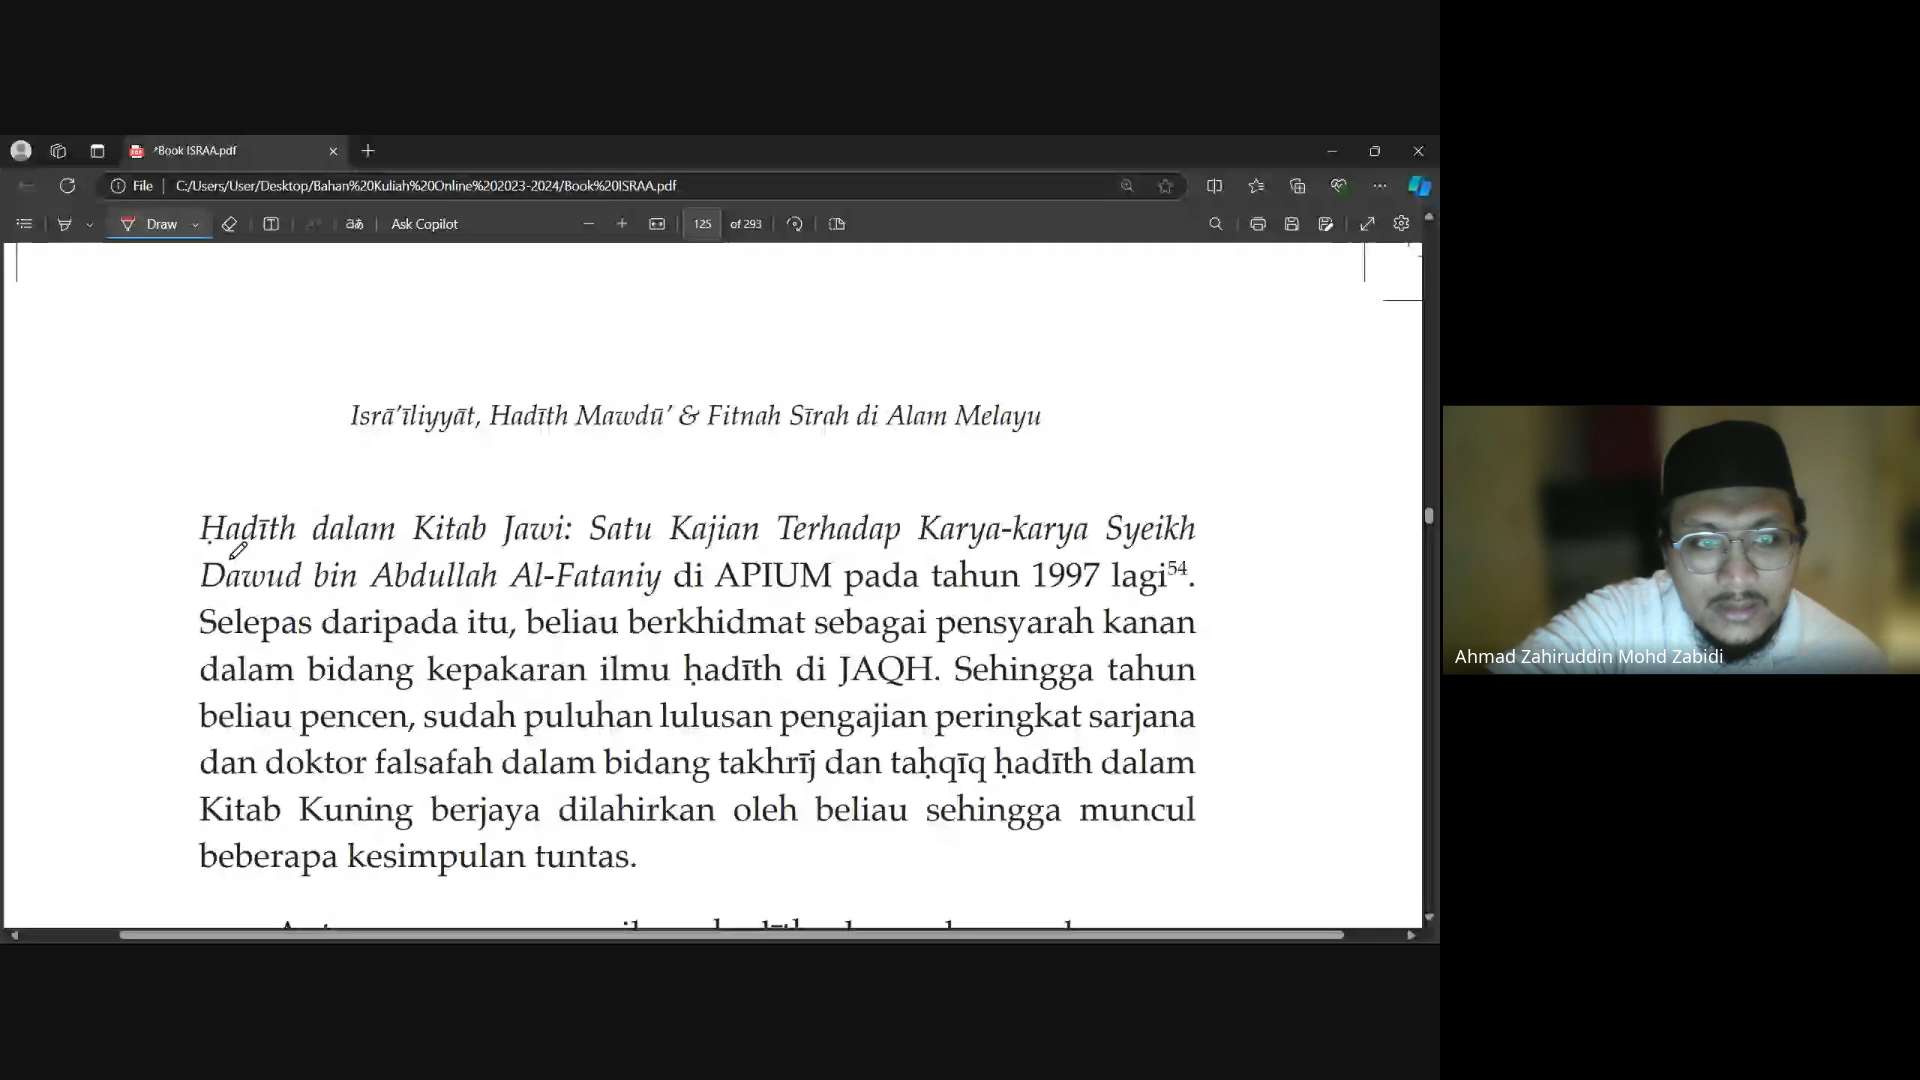 *Book ISRAA.pdf
File
C:/Users/User/Desktop/Bahan%20Kuliah%20Online%202023-2024/Book%20ISRAA.pdf
Draw
aあ
Ask Copilot
125 of 293
Isrā’īliyyāt, Hadīth Mawdū’ & Fitnah Sīrah di Alam Melayu
Ḥadīth dalam Kitab Jawi: Satu Kajian Terhadap Karya-karya Syeikh
Dawud bin Abdullah Al-Fataniy di APIUM pada tahun 1997 lagi54.
Selepas daripada itu, beliau berkhidmat sebagai pensyarah kanan
dalam bidang kepakaran ilmu ḥadīth di JAQH. Sehingga tahun
beliau pencen, sudah puluhan lulusan pengajian peringkat sarjana
dan doktor falsafah dalam bidang takhrīj dan taḥqīq ḥadīth dalam
Kitab Kuning berjaya dilahirkan oleh beliau sehingga muncul
beberapa kesimpulan tuntas.
Ahmad Zahiruddin Mohd Zabidi